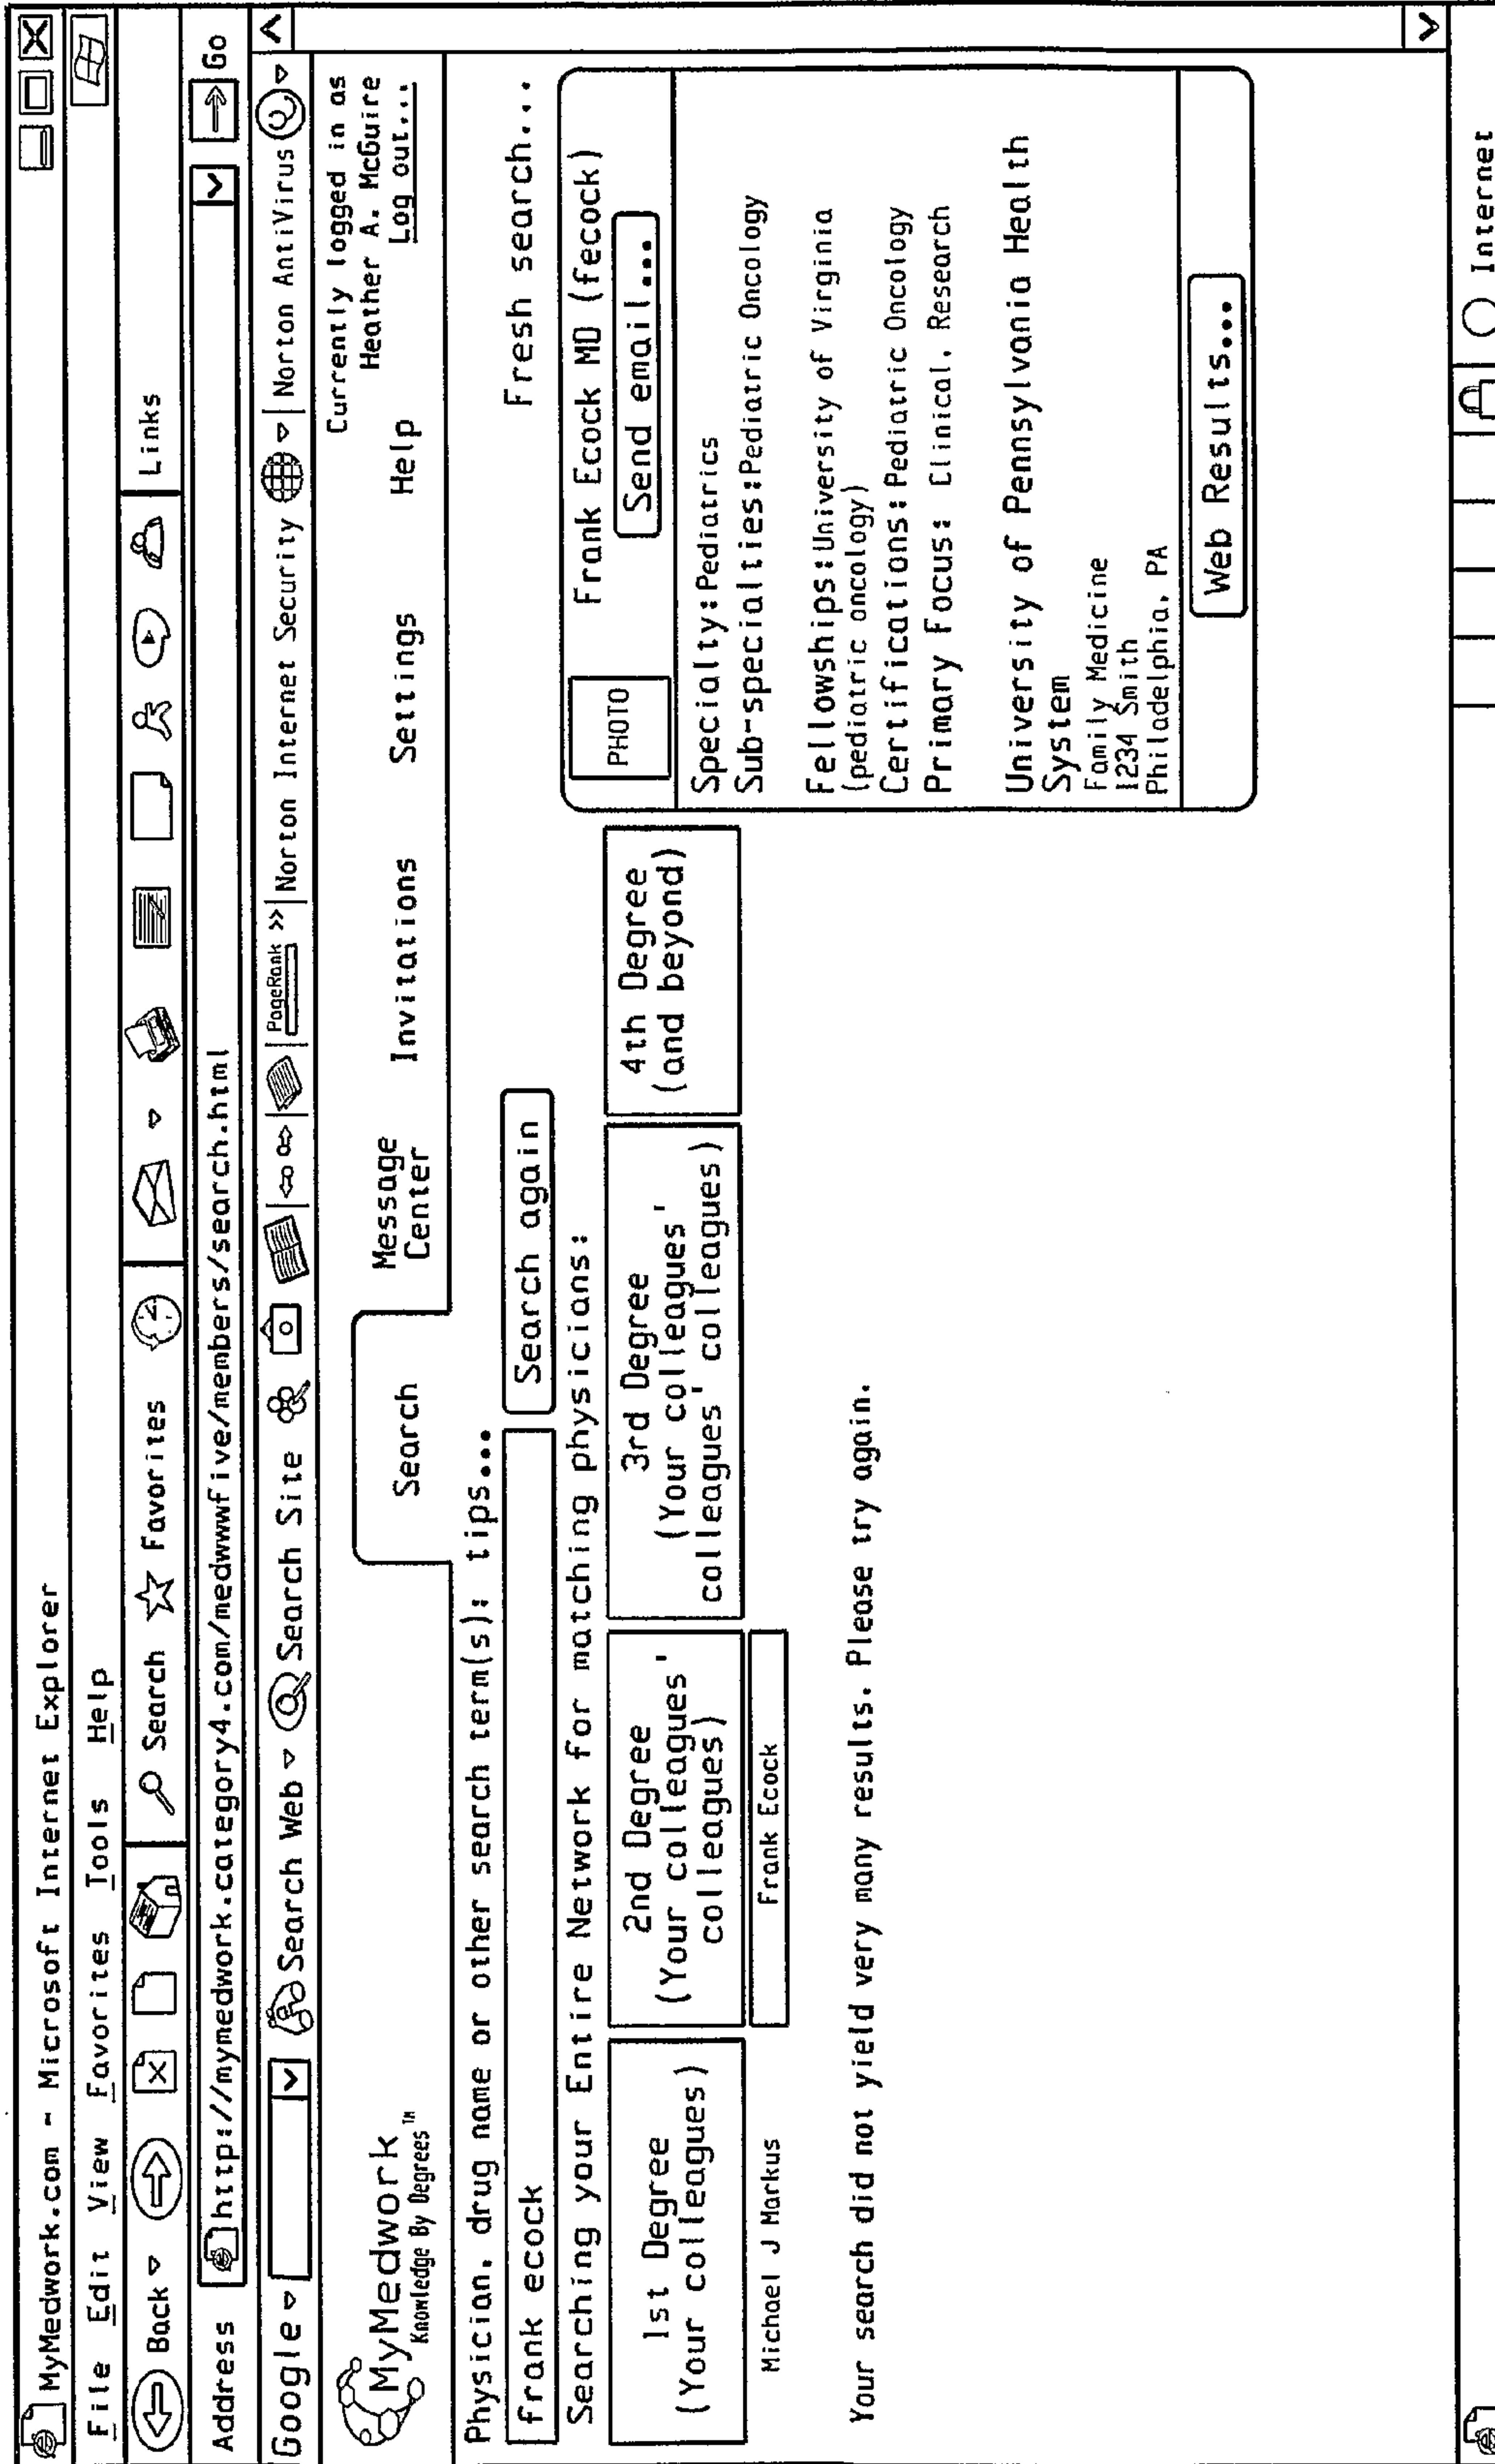 MyMedwork.com - Microsoft Internet Explorer
File Edit View Favorites Tools Help
Back Search Favorites Links
Address http://mymedwork.category4.com/medwwwfive/members/search.html Go
Google Search Web Search Site PageRank >> Norton Internet Security Norton AntiVirus
Currently logged in as
Heather A. McGuire
Log out...
MyMedwork
Knowledge By Degrees™
Search
Message
Center
Invitations
Settings
Help
Physician, drug name or other search term(s): tips...
frank ecock
Search again
Fresh search...
Searching your Entire Network for matching physicians:
1st Degree
(Your colleagues)
2nd Degree
(Your colleagues'
colleagues)
3rd Degree
(Your colleagues'
colleagues' colleagues)
4th Degree
(and beyond)
Michael J Markus
Frank Ecock
Your search did not yield very many results. Please try again.
PHOTO
Frank Ecock MD (fecock)
Send email...
Specialty:Pediatrics
Sub-specialties:Pediatric Oncology
Fellowships:University of Virginia
(pediatric oncology)
Certifications:Pediatric Oncology
Primary Focus: Clinical, Research
University of Pennsylvania Health
System
Family Medicine
1234 Smith
Philadelphia, PA
Web Results...
Internet